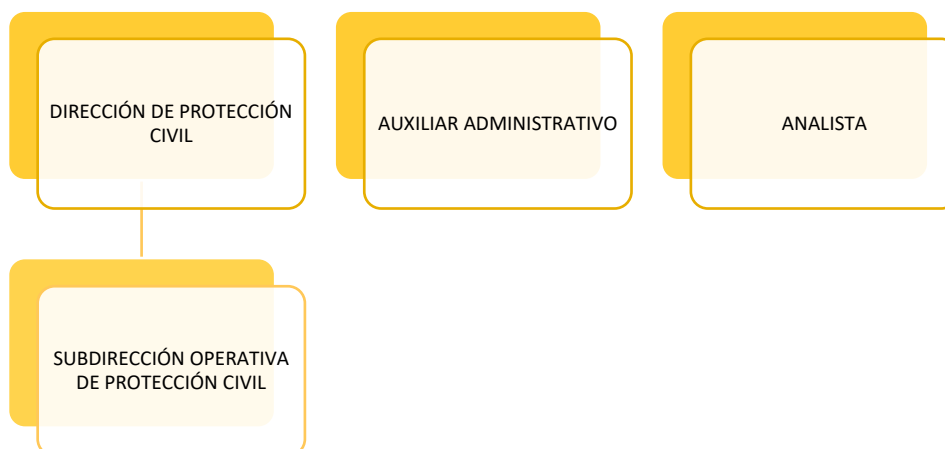 DIRECCIÓN DE PROTECCIÓN
CIVIL
AUXILIAR ADMINISTRATIVO
ANALISTA
SUBDIRECCIÓN OPERATIVA
DE PROTECCIÓN CIVIL